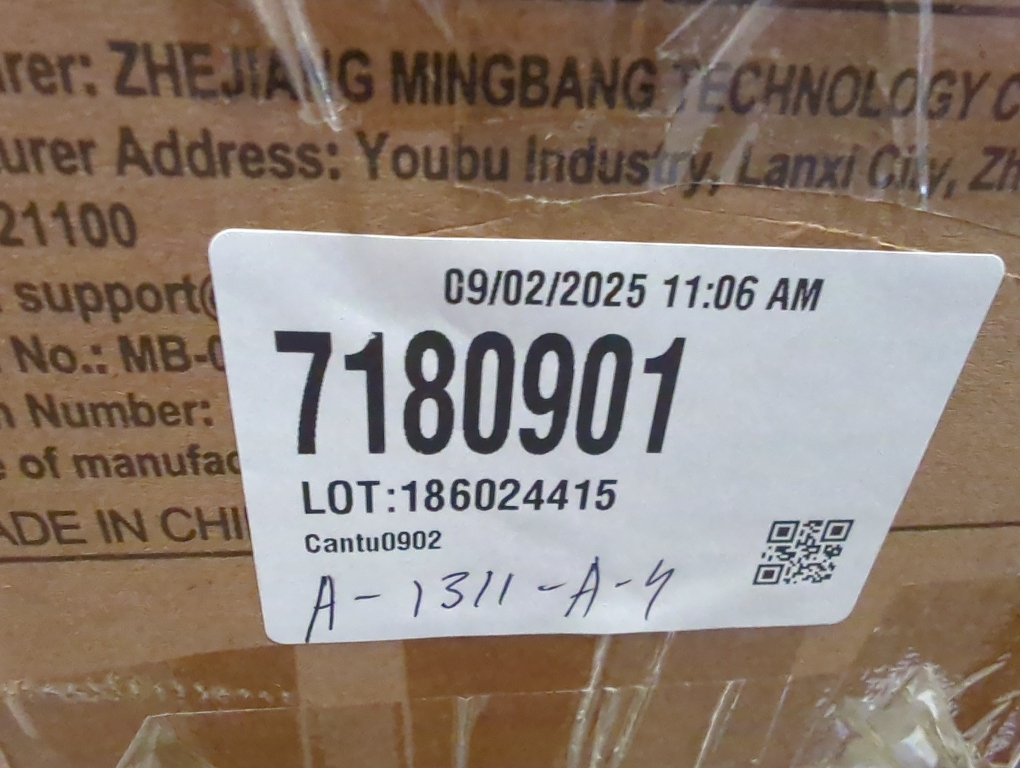 rer: ZHEJIANG MINGBANG TECHNOLOGY C
urer Address: Youbu Industry, Lanxi City, Zh
21100
support@
No.: MB-0
Number:
of manufac
ADE IN CHI
09/02/2025 11:06 AM
7180901
LOT:186024415
Cantu0902
A-1311-A-4